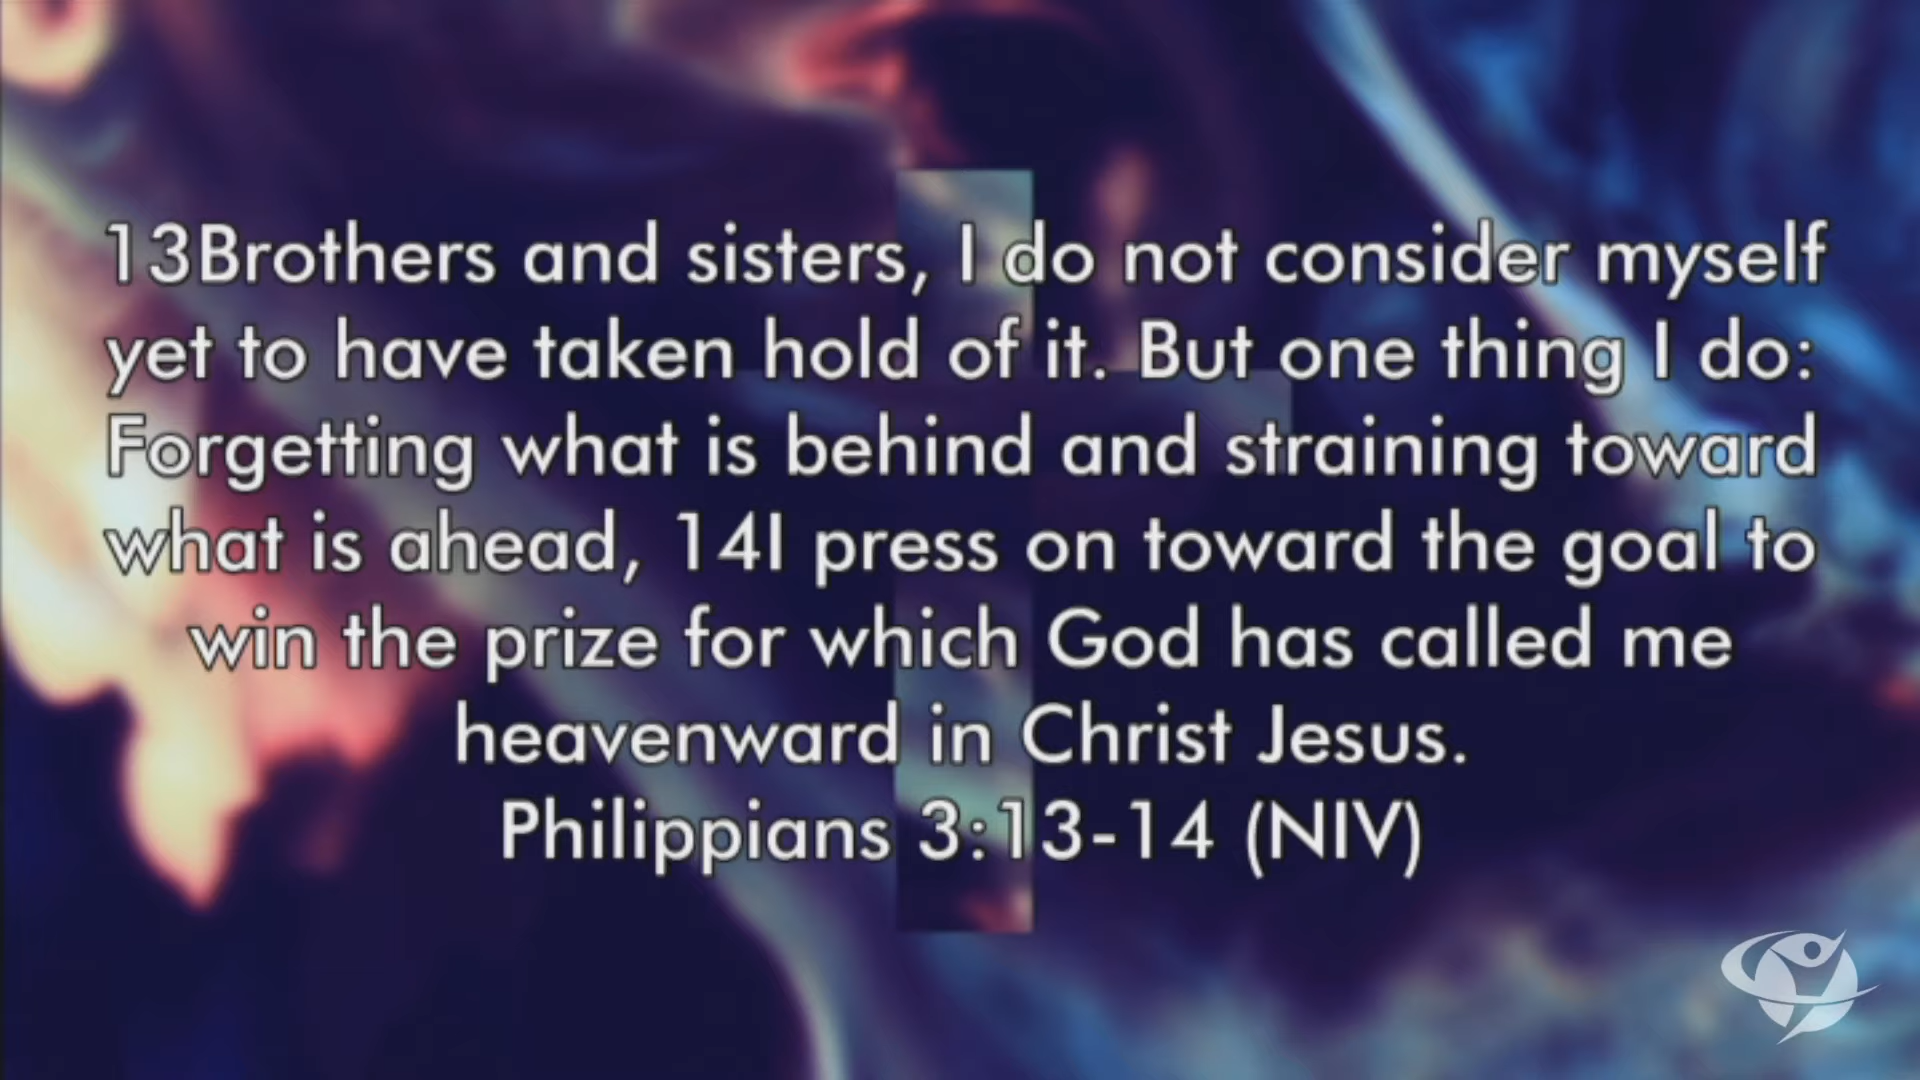 13Brothers and sisters, I do not consider myself
yet to have taken hold of it. But one thing I do:
Forgetting what is behind and straining toward
what is ahead, 14I press on toward the goal to
win the prize for which God has called me
heavenward in Christ Jesus.
Philippians 3:13-14 (NIV)